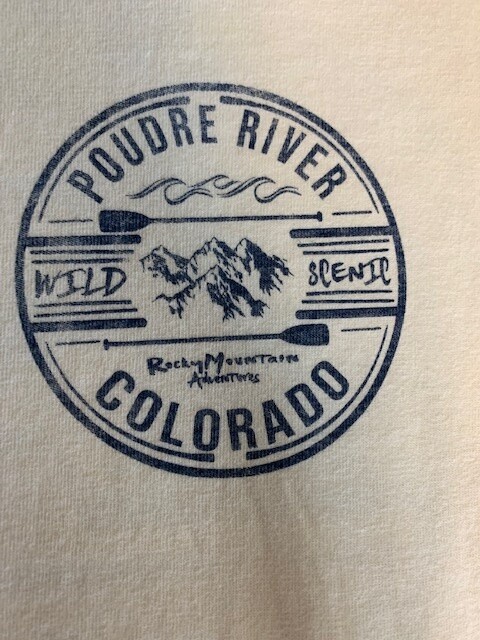 POUDRE RIVER
WILD
SCENIC
Rocky Mountain
Adventures
COLORADO